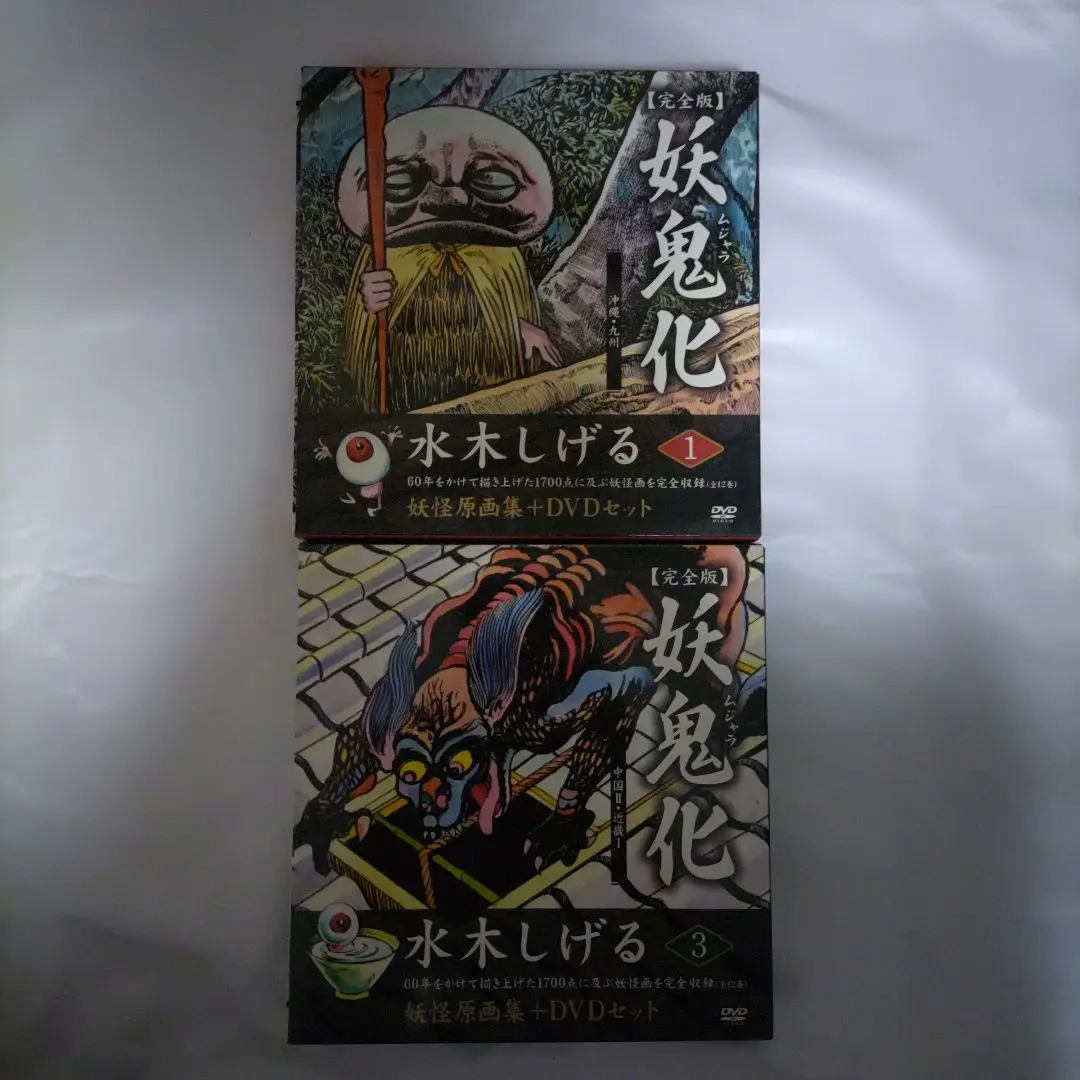 【完全版】
妖鬼化
ムジャラ
沖縄・九州
水木しげる 1
60年をかけて描き上げた1700点に及ぶ妖怪画を完全収録(全12巻)
妖怪原画集+DVDセット
DVD
VIDEO
【完全版】
妖鬼化
ムジャラ
中国Ⅱ・近畿Ⅰ
水木しげる 3
60年をかけて描き上げた1700点に及ぶ妖怪画を完全収録(全12巻)
妖怪原画集+DVDセット
DVD
VIDEO